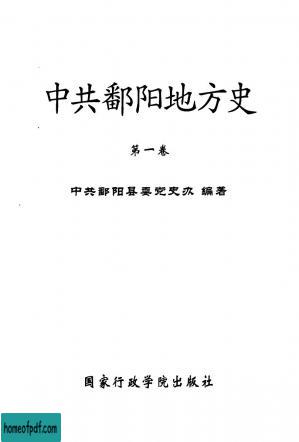 中共鄱阳地方史
第一卷
中共鄱阳县委党史办 编著
国家行政学院出版社
homeofpdf.com